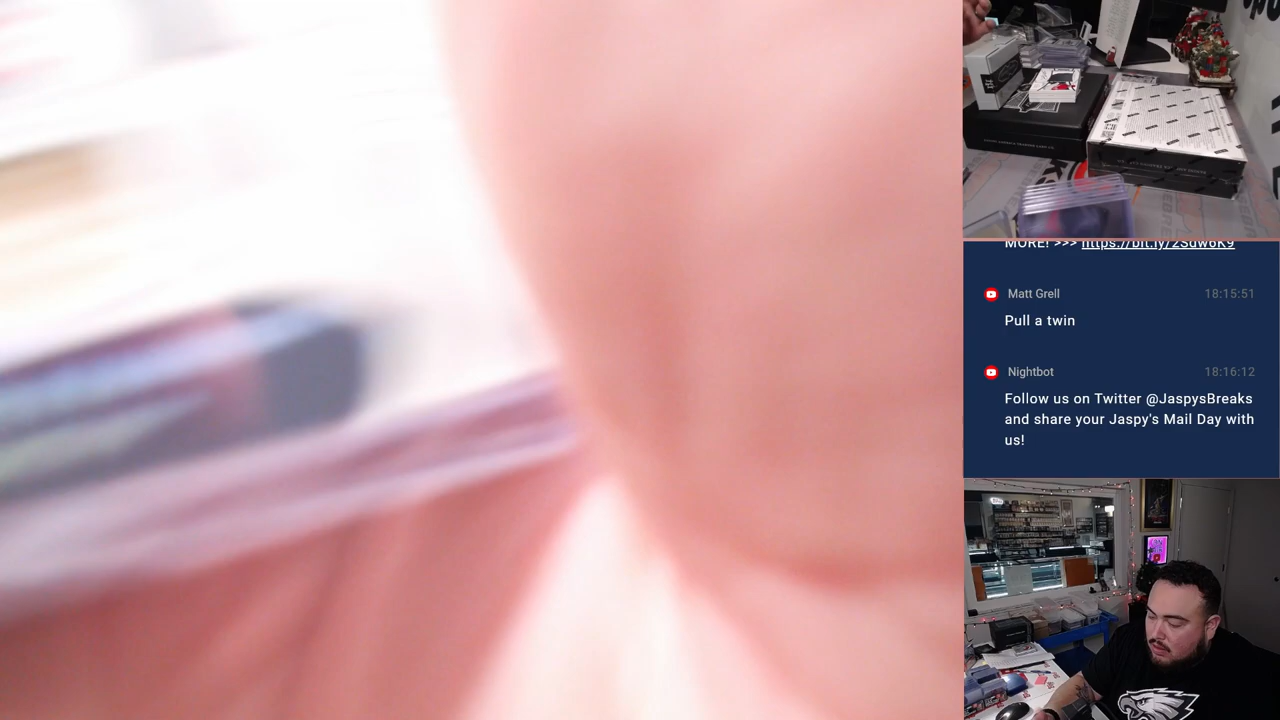 MORE! >>> https://bit.ly/2Sdw6K9
Matt Grell 18:15:51
Pull a twin
Nightbot 18:16:12
Follow us on Twitter @JaspysBreaks
and share your Jaspy's Mail Day with
us!